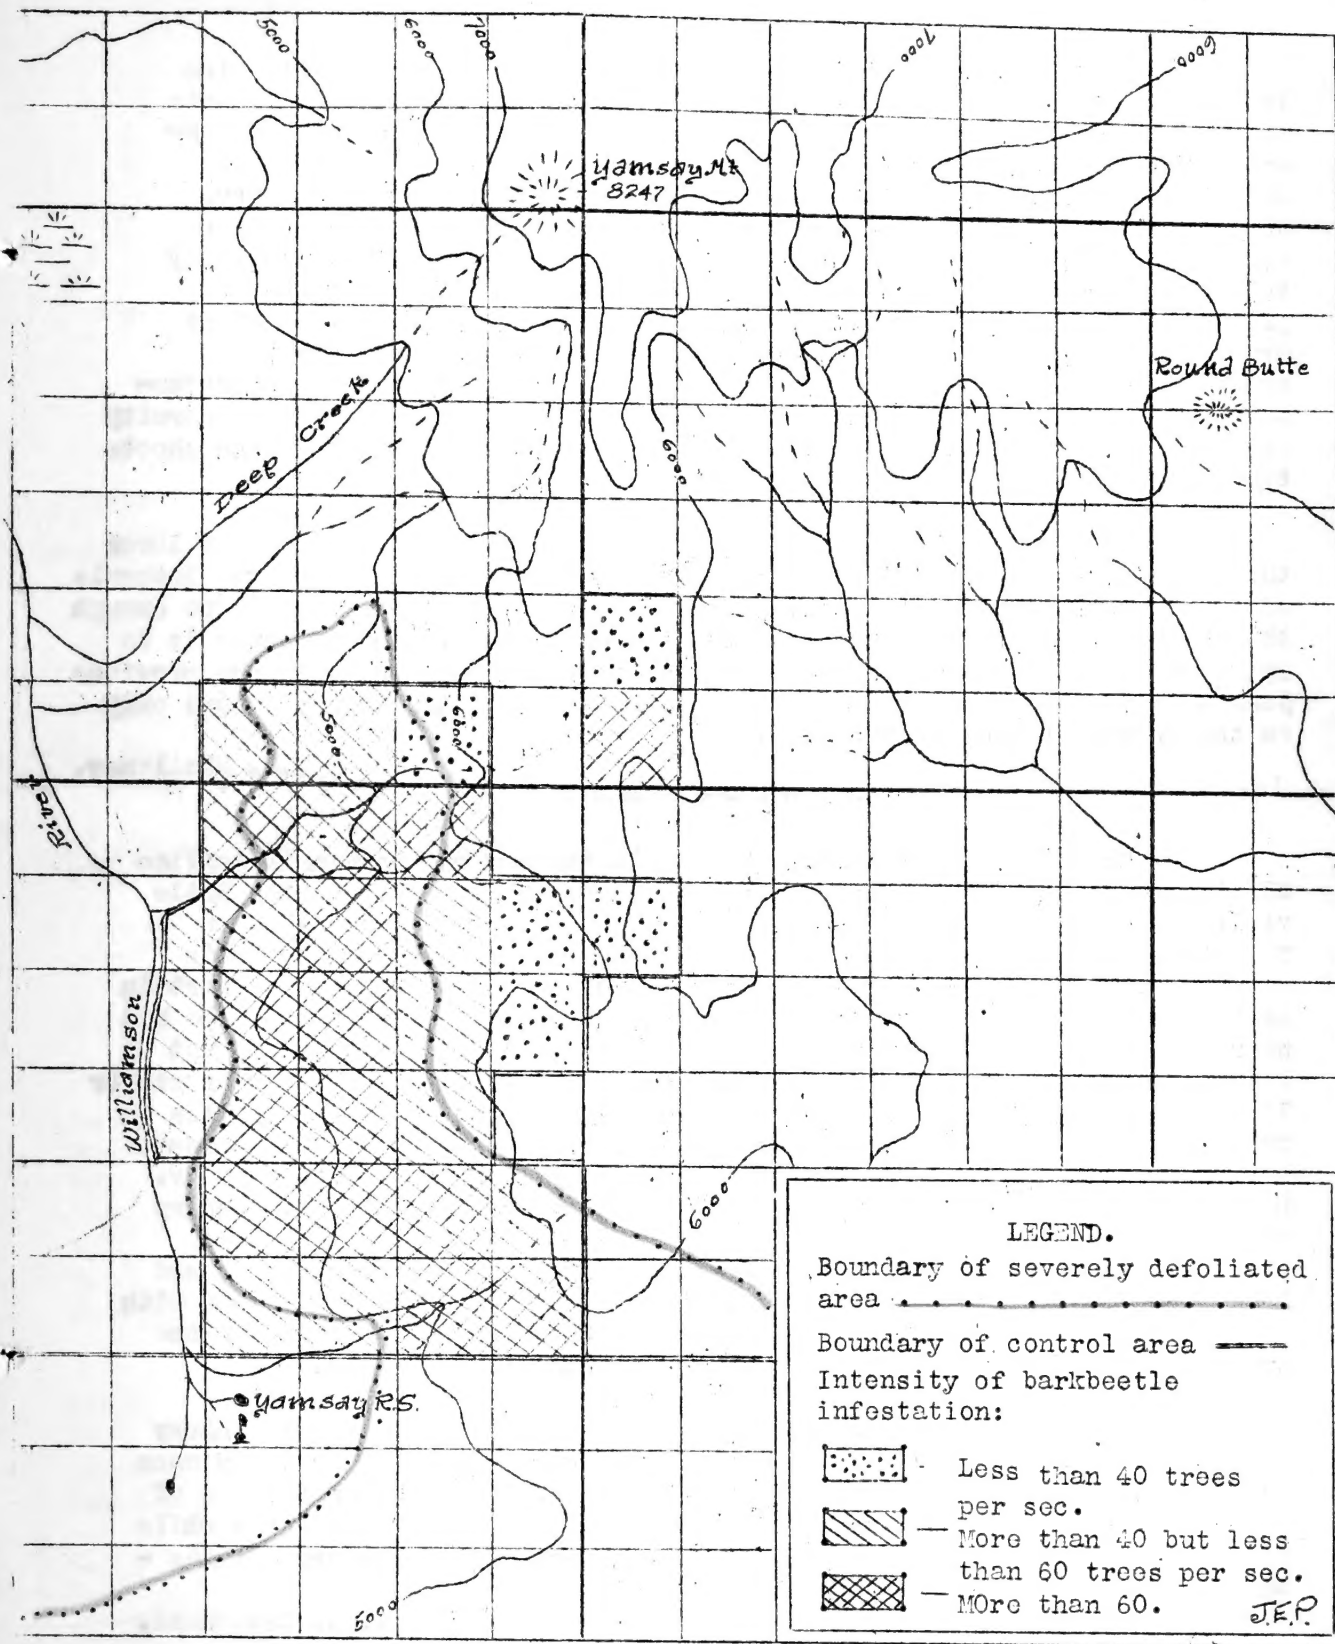 5000
6000
7000
7000
6000
Yamsay Mt
8247
Round Butte
Deep Creek
6000
5000
6000
River
Williamson
6000
Yamsay R.S.
5000
LEGEND.
Boundary of severely defoliated
area
Boundary of control area
Intensity of barkbeetle
infestation:
Less than 40 trees
per sec.
More than 40 but less
than 60 trees per sec.
MOre than 60.
J.E.P.